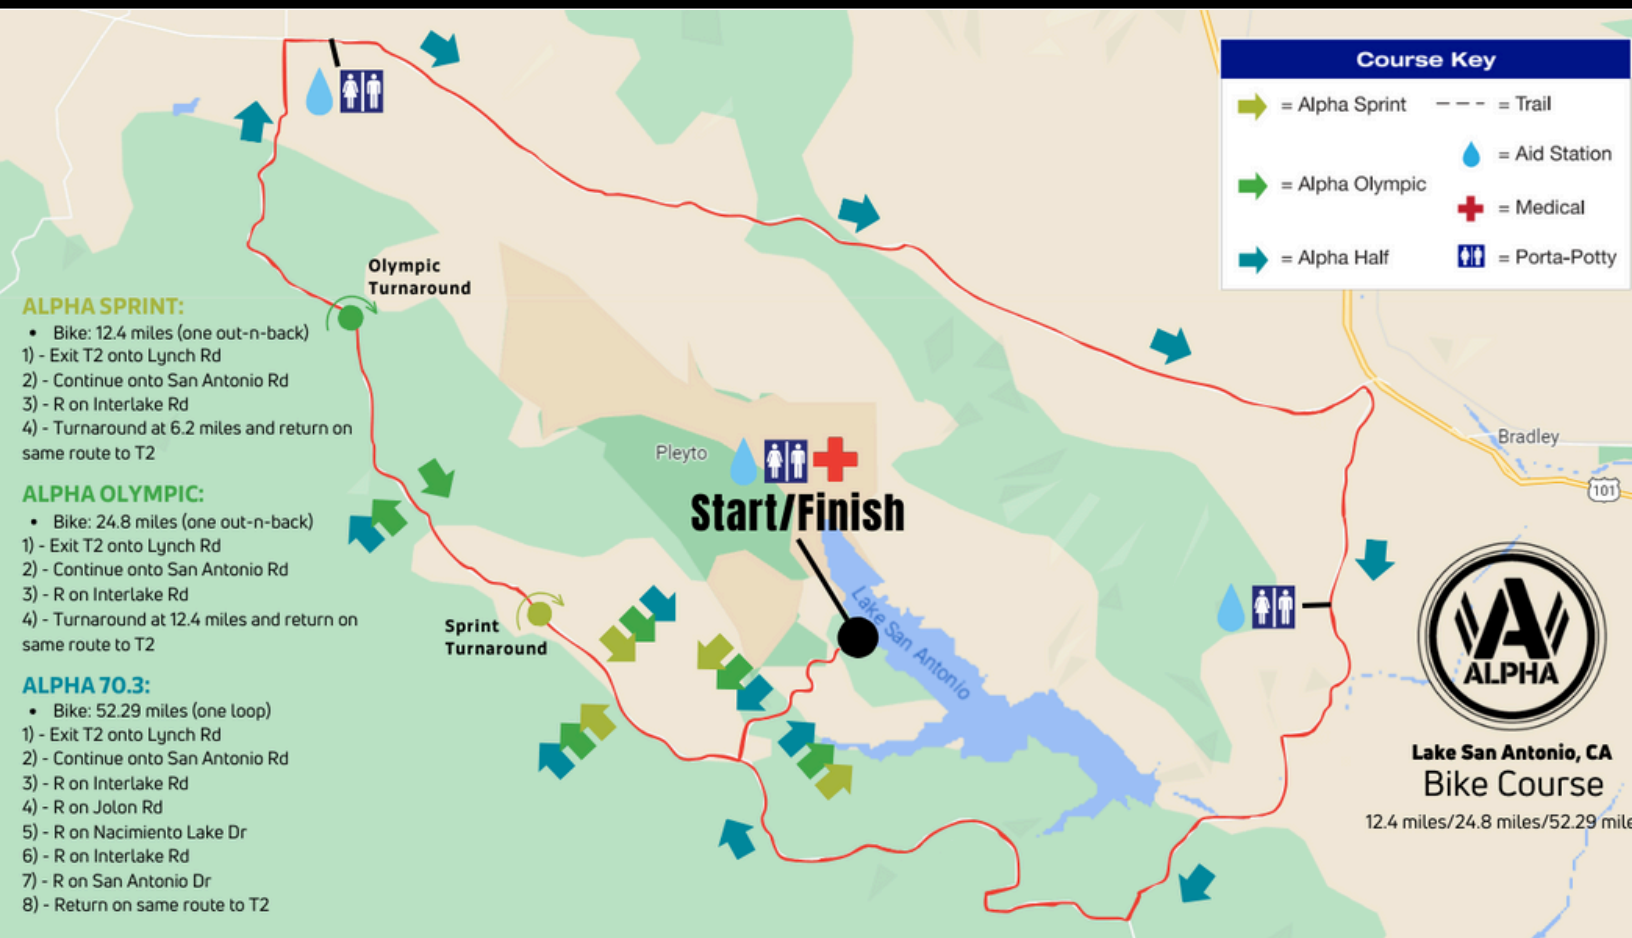 Course Key
= Alpha Sprint
= Trail
= Aid Station
= Alpha Olympic
= Medical
= Alpha Half
= Porta-Potty
Olympic
Turnaround
ALPHA SPRINT:
• Bike: 12.4 miles (one out-n-back)
1) - Exit T2 onto Lynch Rd
2) - Continue onto San Antonio Rd
3) - R on Interlake Rd
4) - Turnaround at 6.2 miles and return on
same route to T2
ALPHA OLYMPIC:
• Bike: 24.8 miles (one out-n-back)
1) - Exit T2 onto Lynch Rd
2) - Continue onto San Antonio Rd
3) - R on Interlake Rd
4) - Turnaround at 12.4 miles and return on
same route to T2
ALPHA 70.3:
• Bike: 52.29 miles (one loop)
1) - Exit T2 onto Lynch Rd
2) - Continue onto San Antonio Rd
3) - R on Interlake Rd
4) - R on Jolon Rd
5) - R on Nacimiento Lake Dr
6) - R on Interlake Rd
7) - R on San Antonio Dr
8) - Return on same route to T2
Pleyto
Start/Finish
Lake San Antonio
Sprint
Turnaround
Bradley
101
ALPHA
Lake San Antonio, CA
Bike Course
12.4 miles/24.8 miles/52.29 mile